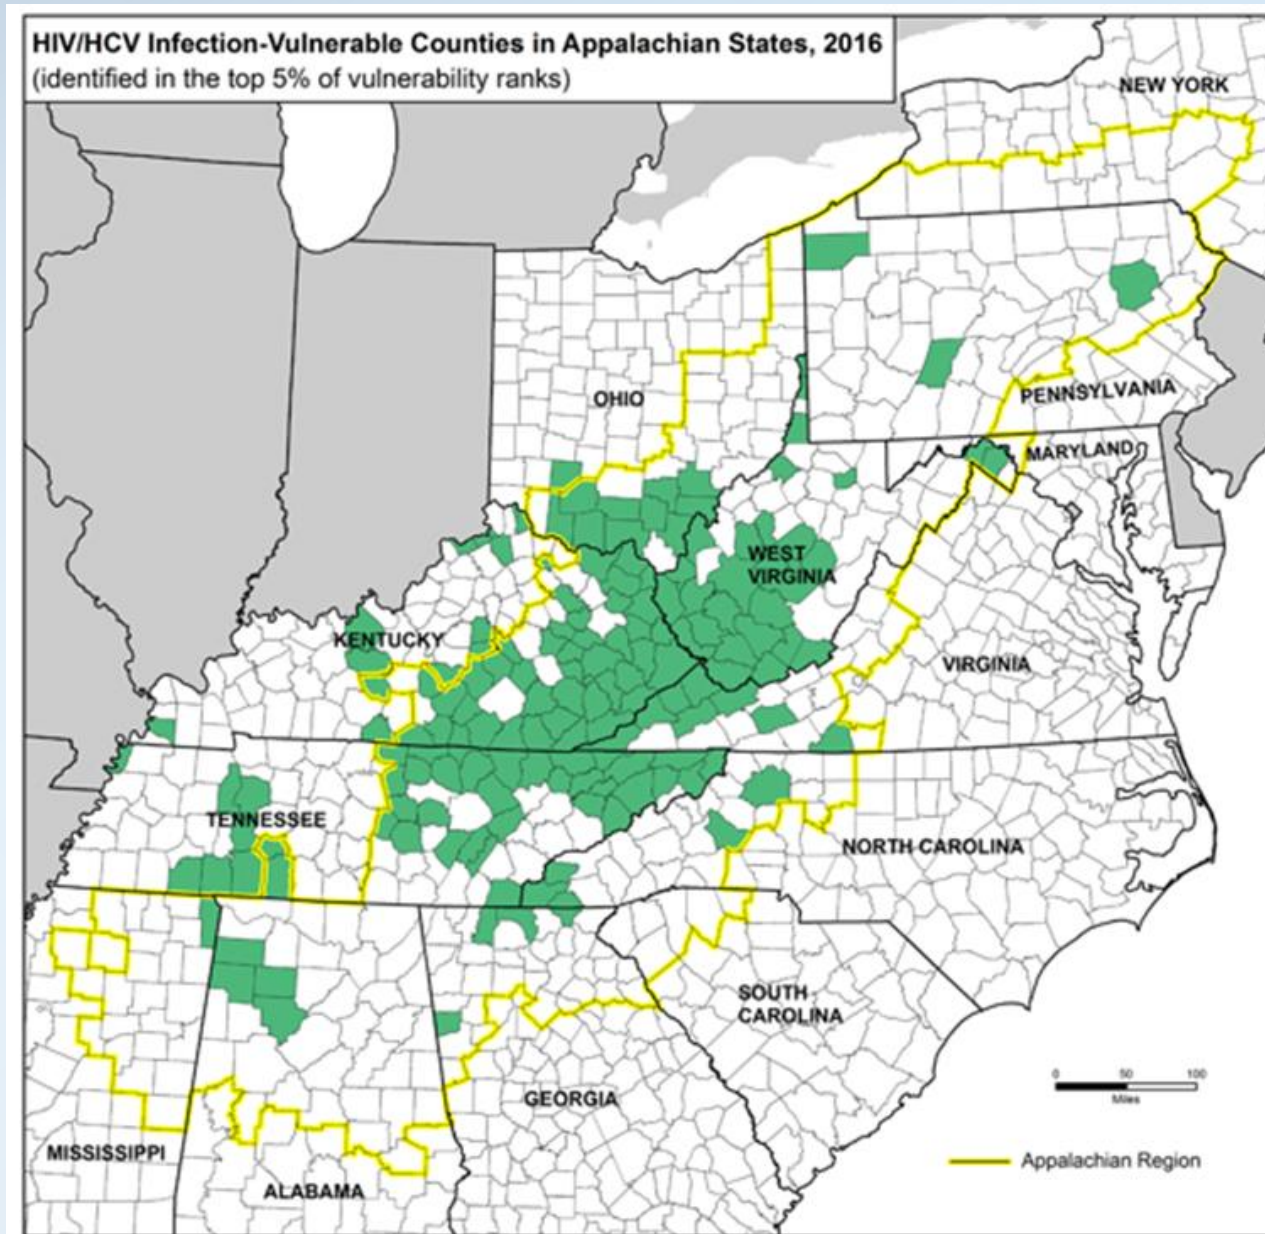 HIV/HCV Infection-Vulnerable Counties in Appalachian States, 2016
(identified in the top 5% of vulnerability ranks)
NEW YORK
PENNSYLVANIA
OHIO
MARYLAND
WEST
VIRGINIA
KENTUCKY
VIRGINIA
TENNESSEE
NORTH CAROLINA
SOUTH
CAROLINA
GEORGIA
MISSISSIPPI
ALABAMA
0 50 100
Miles
Appalachian Region